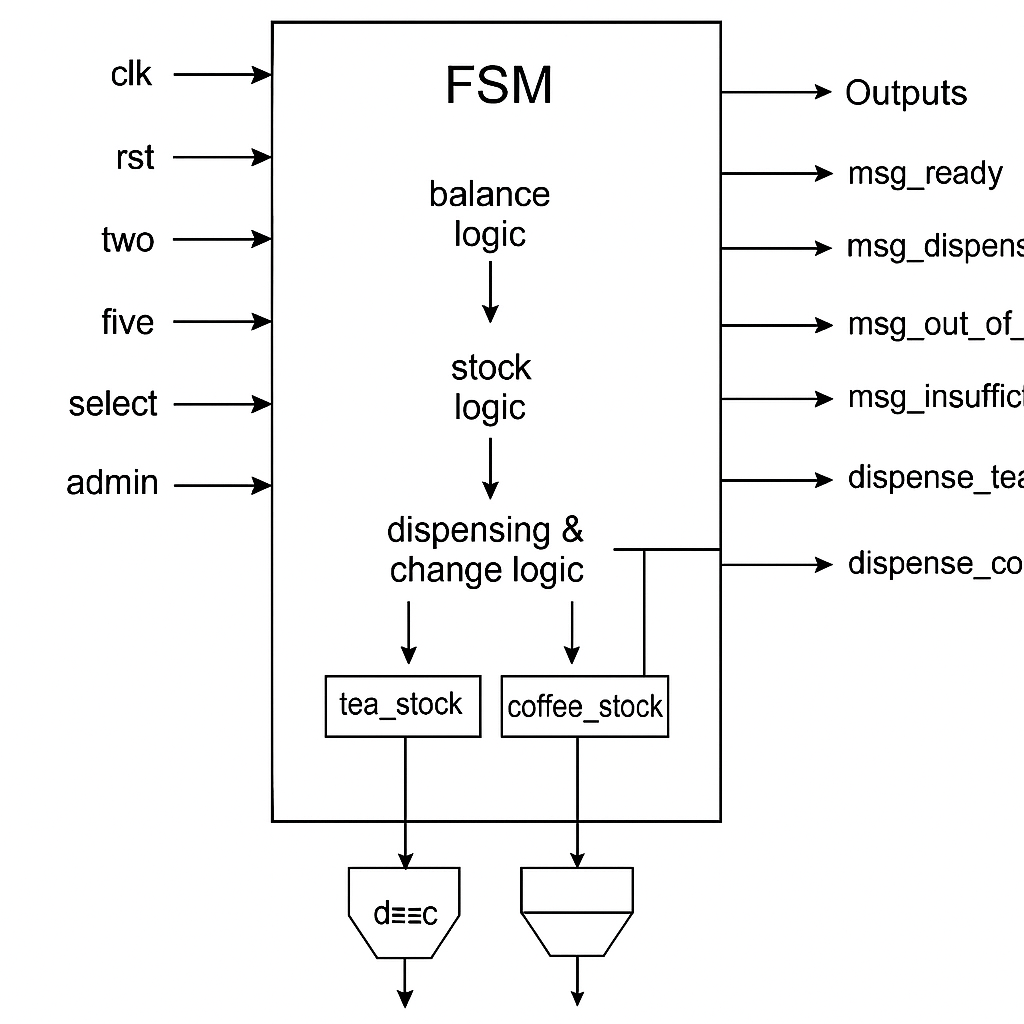 FSM
clk
rst
two
five
select
admin
balance
logic
stock
logic
dispensing &
change logic
tea_stock
coffee_stock
Outputs
msg_ready
msg_dispens
msg_out_of_
msg_insuffici
dispense_tea
dispense_co